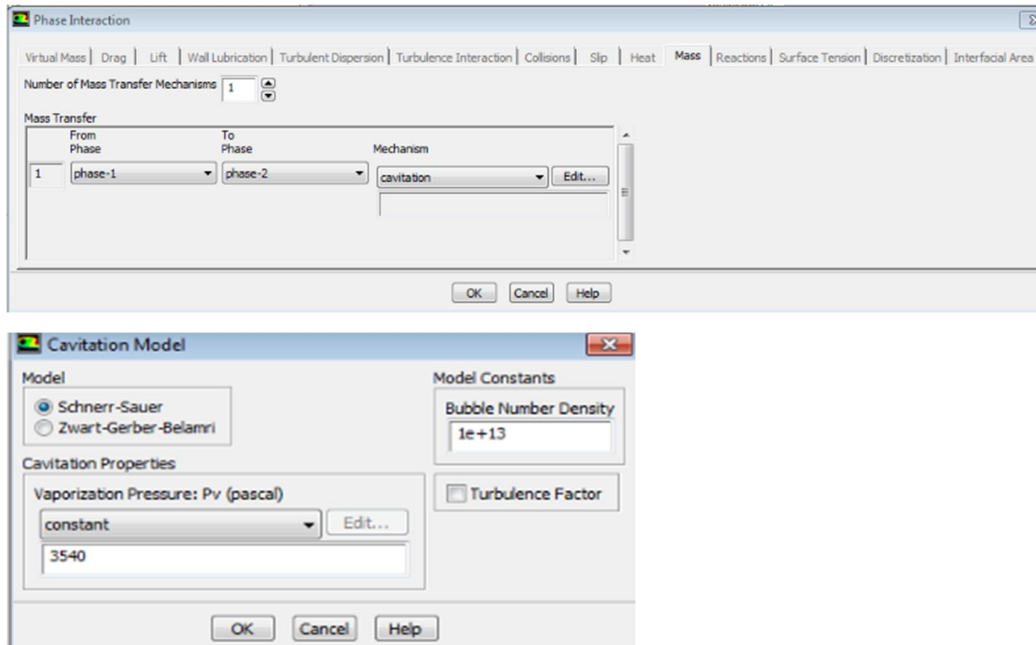 Phase Interaction
Virtual Mass Drag Lift Wall Lubrication Turbulent Dispersion Turbulence Interaction Collisions Slip Heat Mass Reactions Surface Tension Discretization Interfacial Area
Number of Mass Transfer Mechanisms 1
Mass Transfer
From Phase To Phase Mechanism
1 phase-1 phase-2 cavitation Edit...
OK Cancel Help
Cavitation Model
Model Model Constants
Schnerr-Sauer Bubble Number Density
Zwart-Gerber-Belamri 1e+13
Cavitation Properties
Vaporization Pressure: Pv (pascal) Turbulence Factor
constant Edit...
3540
OK Cancel Help